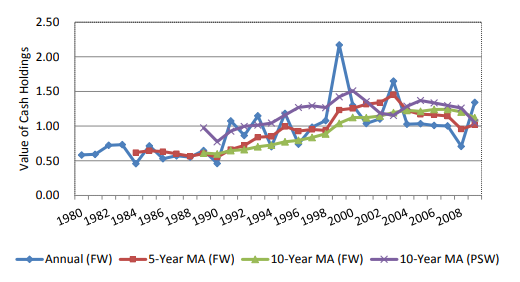 Value of Cash Holdings
2.50
2.00
1.50
1.00
0.50
0.00
1980 1982 1984 1986 1988 1990 1992 1994 1996 1998 2000 2002 2004 2006 2008
Annual (FW) 5-Year MA (FW) 10-Year MA (FW) 10-Year MA (PSW)